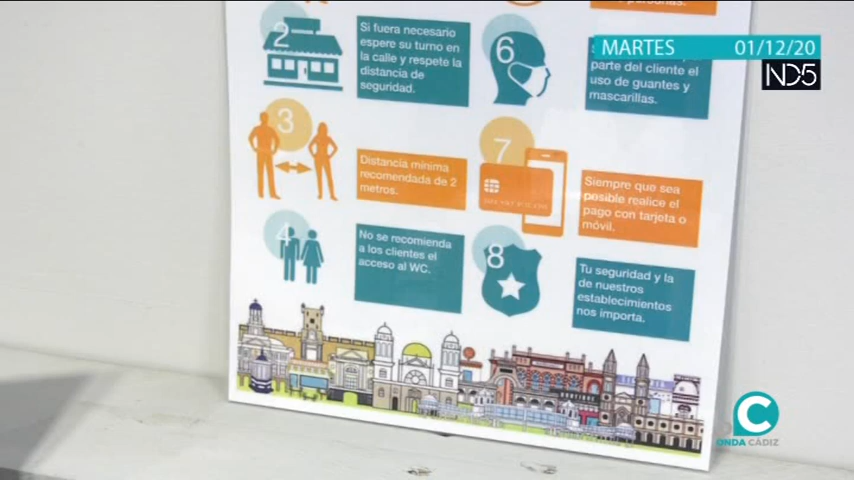 MARTES 01/12/20
ND5
personas.
2
Si fuera necesario
espere su turno en
la calle y respete la
distancia de
seguridad.
6
parte del cliente el
uso de guantes y
mascarillas.
3
Distancia mínima
recomendada de 2
metros.
7
Siempre que sea
posible realice el
pago con tarjeta o
móvil.
4
No se recomienda
a los clientes el
acceso al WC.
8
Tu seguridad y la
de nuestros
establecimientos
nos importa.
C
ONDA CÁDIZ